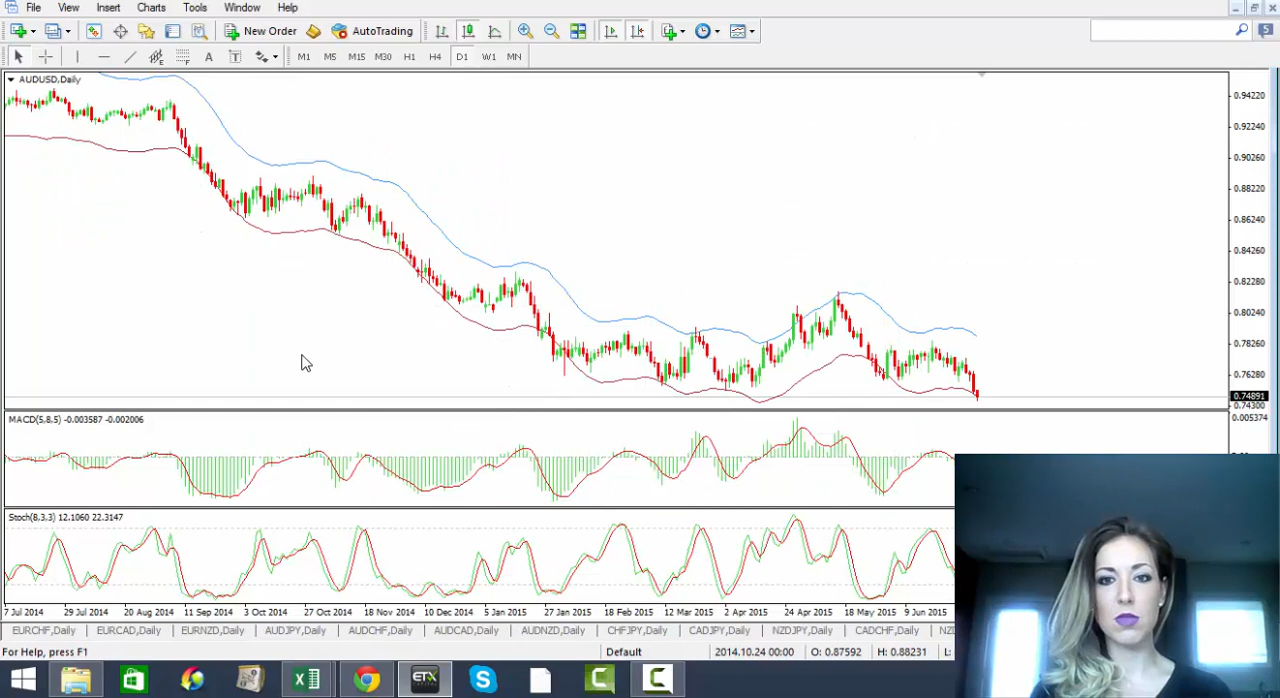 File View Insert Charts Tools Window Help
New Order AutoTrading
5
A T M1 M5 M15 M30 H1 H4 D1 W1 MN
AUDUSD,Daily
0.94220
0.92240
0.90260
0.88220
0.86240
0.84260
0.82280
0.80240
0.78260
0.76280
0.74891
0.74300
MACD(5,8,5) -0.003587 -0.002006
0.005374
Stoch(8,3,3) 12.1060 22.3147
7 Jul 2014 29 Jul 2014 20 Aug 2014 11 Sep 2014 3 Oct 2014 27 Oct 2014 18 Nov 2014 10 Dec 2014 5 Jan 2015 27 Jan 2015 18 Feb 2015 12 Mar 2015 2 Apr 2015 24 Apr 2015 18 May 2015 9 Jun 2015
EURCHF,Daily EURCAD,Daily EURNZD,Daily AUDJPY,Daily AUDCHF,Daily AUDCAD,Daily AUDNZD,Daily CHFJPY,Daily CADJPY,Daily NZDJPY,Daily CADCHF,Daily NZ
For Help, press F1 Default 2014.10.24 00:00 O: 0.87592 H: 0.88231 L:
ETX
CAPITAL